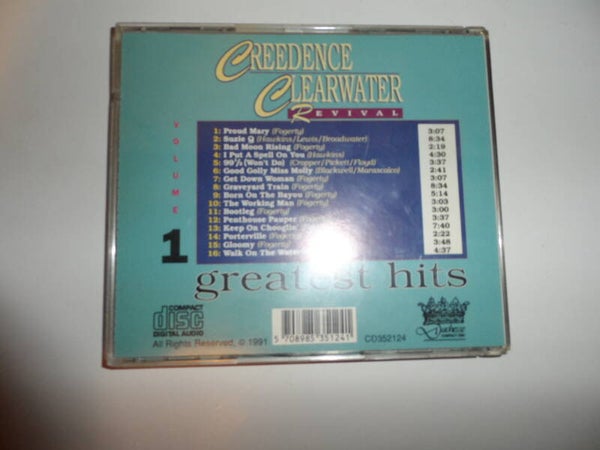 CREEDENCE
CLEARWATER
REVIVAL
VOLUME
1
1: Proud Mary (Fogerty) 3:07
2: Suzie Q (Hawkins/Lewis/Broadwater) 8:34
3: Bad Moon Rising (Fogerty) 2:19
4: I Put A Spell On You (Hawkins) 4:30
5: 99½ (Won't Do) (Cropper/Pickett/Floyd) 3:37
6: Good Golly Miss Molly (Blackwell/Marascalco) 2:41
7: Get Down Woman (Fogerty) 3:07
8: Graveyard Train (Fogerty) 8:34
9: Born On The Bayou (Fogerty) 5:14
10: The Working Man (Fogerty) 3:03
11: Bootleg (Fogerty) 3:00
12: Penthouse Pauper (Fogerty) 3:37
13: Keep On Chooglin' 7:40
14: Porterville (Fogerty) 2:22
15: Gloomy (Fogerty) 3:48
16: Walk On The Water 4:37
greatest hits
COMPACT
disc
DIGITAL AUDIO
All Rights Reserved, © 1991
5 708985 351241
CD352124
Duchesse